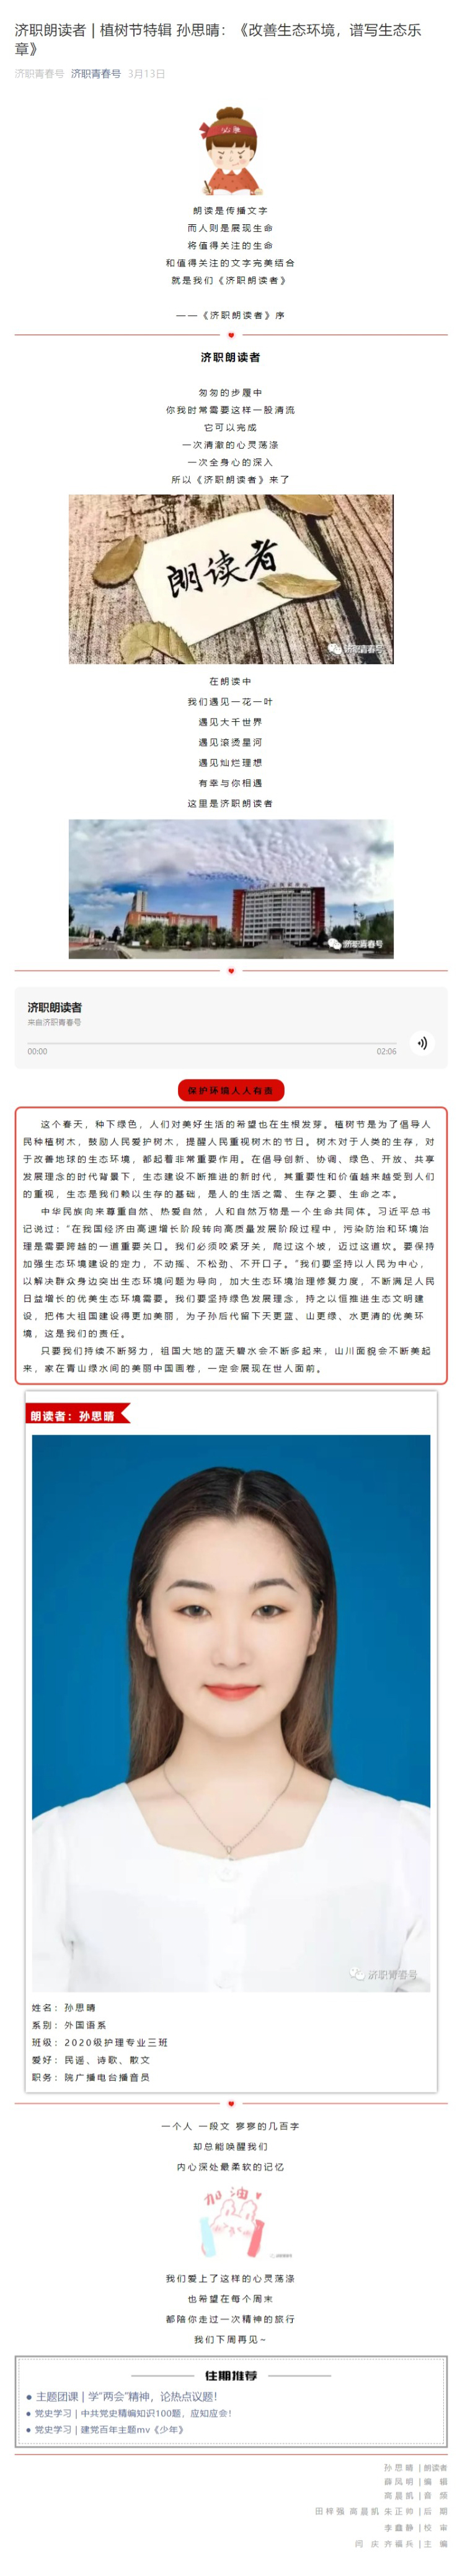 济职朗读者 | 植树节特辑 孙思晴：《改善生态环境，谱写生态乐
章》
济职青春号 济职青春号 3月13日
必胜
朗读是传播文字
而人则是展现生命
将值得关注的生命
和值得关注的文字完美结合
就是我们《济职朗读者》
——《济职朗读者》序
济职朗读者
匆匆的步履中
你我时常需要这样一股清流
它可以完成
一次清澈的心灵荡涤
一次全身心的深入
所以《济职朗读者》来了
朗读者
济职青春号
在朗读中
我们遇见一花一叶
遇见大千世界
遇见滚烫星河
遇见灿烂理想
有幸与你相遇
这里是济职朗读者
济职青春号
济职朗读者
来自济职青春号
00:00 02:06
保护环境人人有责
这个春天，种下绿色，人们对美好生活的希望也在生根发芽。植树节是为了倡导人
民种植树木，鼓励人民爱护树木，提醒人民重视树木的节日。树木对于人类的生存，对
于改善地球的生态环境，都起着非常重要作用。在倡导创新、协调、绿色、开放、共享
发展理念的时代背景下，生态建设不断推进的新时代，其重要性和价值越来越受到人们
的重视，生态是我们赖以生存的基础，是人的生活之需、生存之要、生命之本。
中华民族向来尊重自然、热爱自然，人和自然万物是一个生命共同体。习近平总书
记说过：“在我国经济由高速增长阶段转向高质量发展阶段过程中，污染防治和环境治
理是需要跨越的一道重要关口。我们必须咬紧牙关，爬过这个坡，迈过这道坎。要保持
加强生态环境建设的定力，不动摇、不松劲、不开口子。”我们要坚持以人民为中心，
以解决群众身边突出生态环境问题为导向，加大生态环境治理修复力度，不断满足人民
日益增长的优美生态环境需要。我们要坚持绿色发展理念，持之以恒推进生态文明建
设，把伟大祖国建设得更加美丽，为子孙后代留下天更蓝、山更绿、水更清的优美环
境，这是我们的责任。
只要我们持续不断努力，祖国大地的蓝天碧水会不断多起来，山川面貌会不断美起
来，家在青山绿水间的美丽中国画卷，一定会展现在世人面前。
朗读者：孙思晴
济职青春号
姓名：孙思晴
系别：外国语系
班级：2020级护理专业三班
爱好：民谣、诗歌、散文
职务：院广播电台播音员
一个人 一段文 寥寥的几百字
却总能唤醒我们
内心深处最柔软的记忆
加油
我们爱上了这样的心灵荡涤
也希望在每个周末
都陪你走过一次精神的旅行
我们下周再见~
往期推荐
主题团课 | 学“两会”精神，论热点议题！
党史学习 | 中共党史精编知识100题，应知应会！
党史学习 | 建党百年主题mv《少年》
孙思晴 | 朗读者
薛凤明 | 编 辑
高晨凯 | 音 频
田梓强 高晨凯 朱正帅 | 后 期
李鑫静 | 校 审
闫 庆 齐福兵 | 主 编